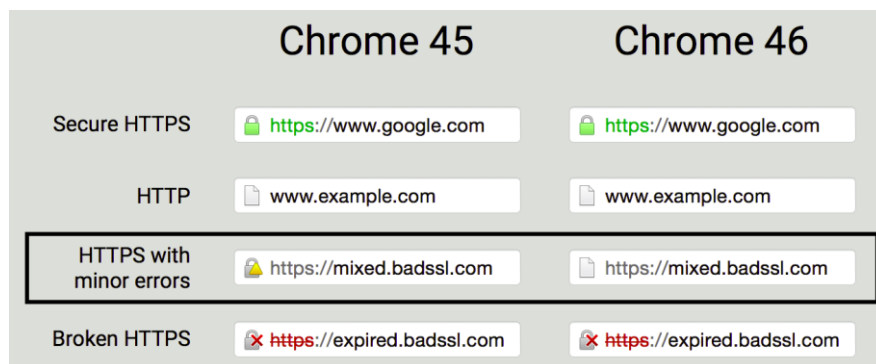 Chrome 45 Chrome 46
Secure HTTPS https://www.google.com https://www.google.com
HTTP www.example.com www.example.com
HTTPS with
minor errors https://mixed.badssl.com https://mixed.badssl.com
Broken HTTPS https://expired.badssl.com https://expired.badssl.com